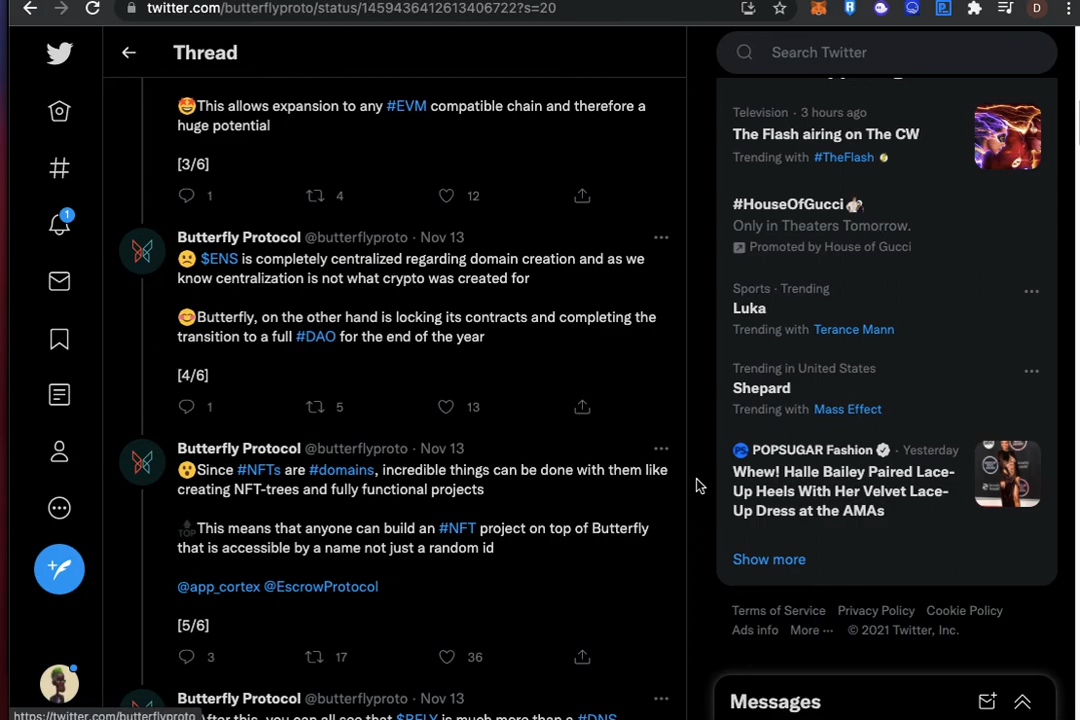 twitter.com/butterflyproto/status/1459436412613406722?s=20
D
Thread
Search Twitter
This allows expansion to any #EVM compatible chain and therefore a
huge potential
[3/6]
1 4 12
Butterfly Protocol @butterflyproto · Nov 13
$ENS is completely centralized regarding domain creation and as we
know centralization is not what crypto was created for
Butterfly, on the other hand is locking its contracts and completing the
transition to a full #DAO for the end of the year
[4/6]
1 5 13
Butterfly Protocol @butterflyproto · Nov 13
Since #NFTs are #domains, incredible things can be done with them like
creating NFT-trees and fully functional projects
TOP This means that anyone can build an #NFT project on top of Butterfly
that is accessible by a name not just a random id
@app_cortex @EscrowProtocol
[5/6]
3 17 36
Butterfly Protocol @butterflyproto · Nov 13
After this, you can all see that $BFLY is much more than a #DNS
1
https://twitter.com/butterflyproto
Television · 3 hours ago
The Flash airing on The CW
Trending with #TheFlash
#HouseOfGucci
Only in Theaters Tomorrow.
Promoted by House of Gucci
Sports · Trending
Luka
Trending with Terance Mann
Trending in United States
Shepard
Trending with Mass Effect
POPSUGAR Fashion · Yesterday
Whew! Halle Bailey Paired Lace-
Up Heels With Her Velvet Lace-
Up Dress at the AMAs
Show more
Terms of Service Privacy Policy Cookie Policy
Ads info More ··· © 2021 Twitter, Inc.
Messages